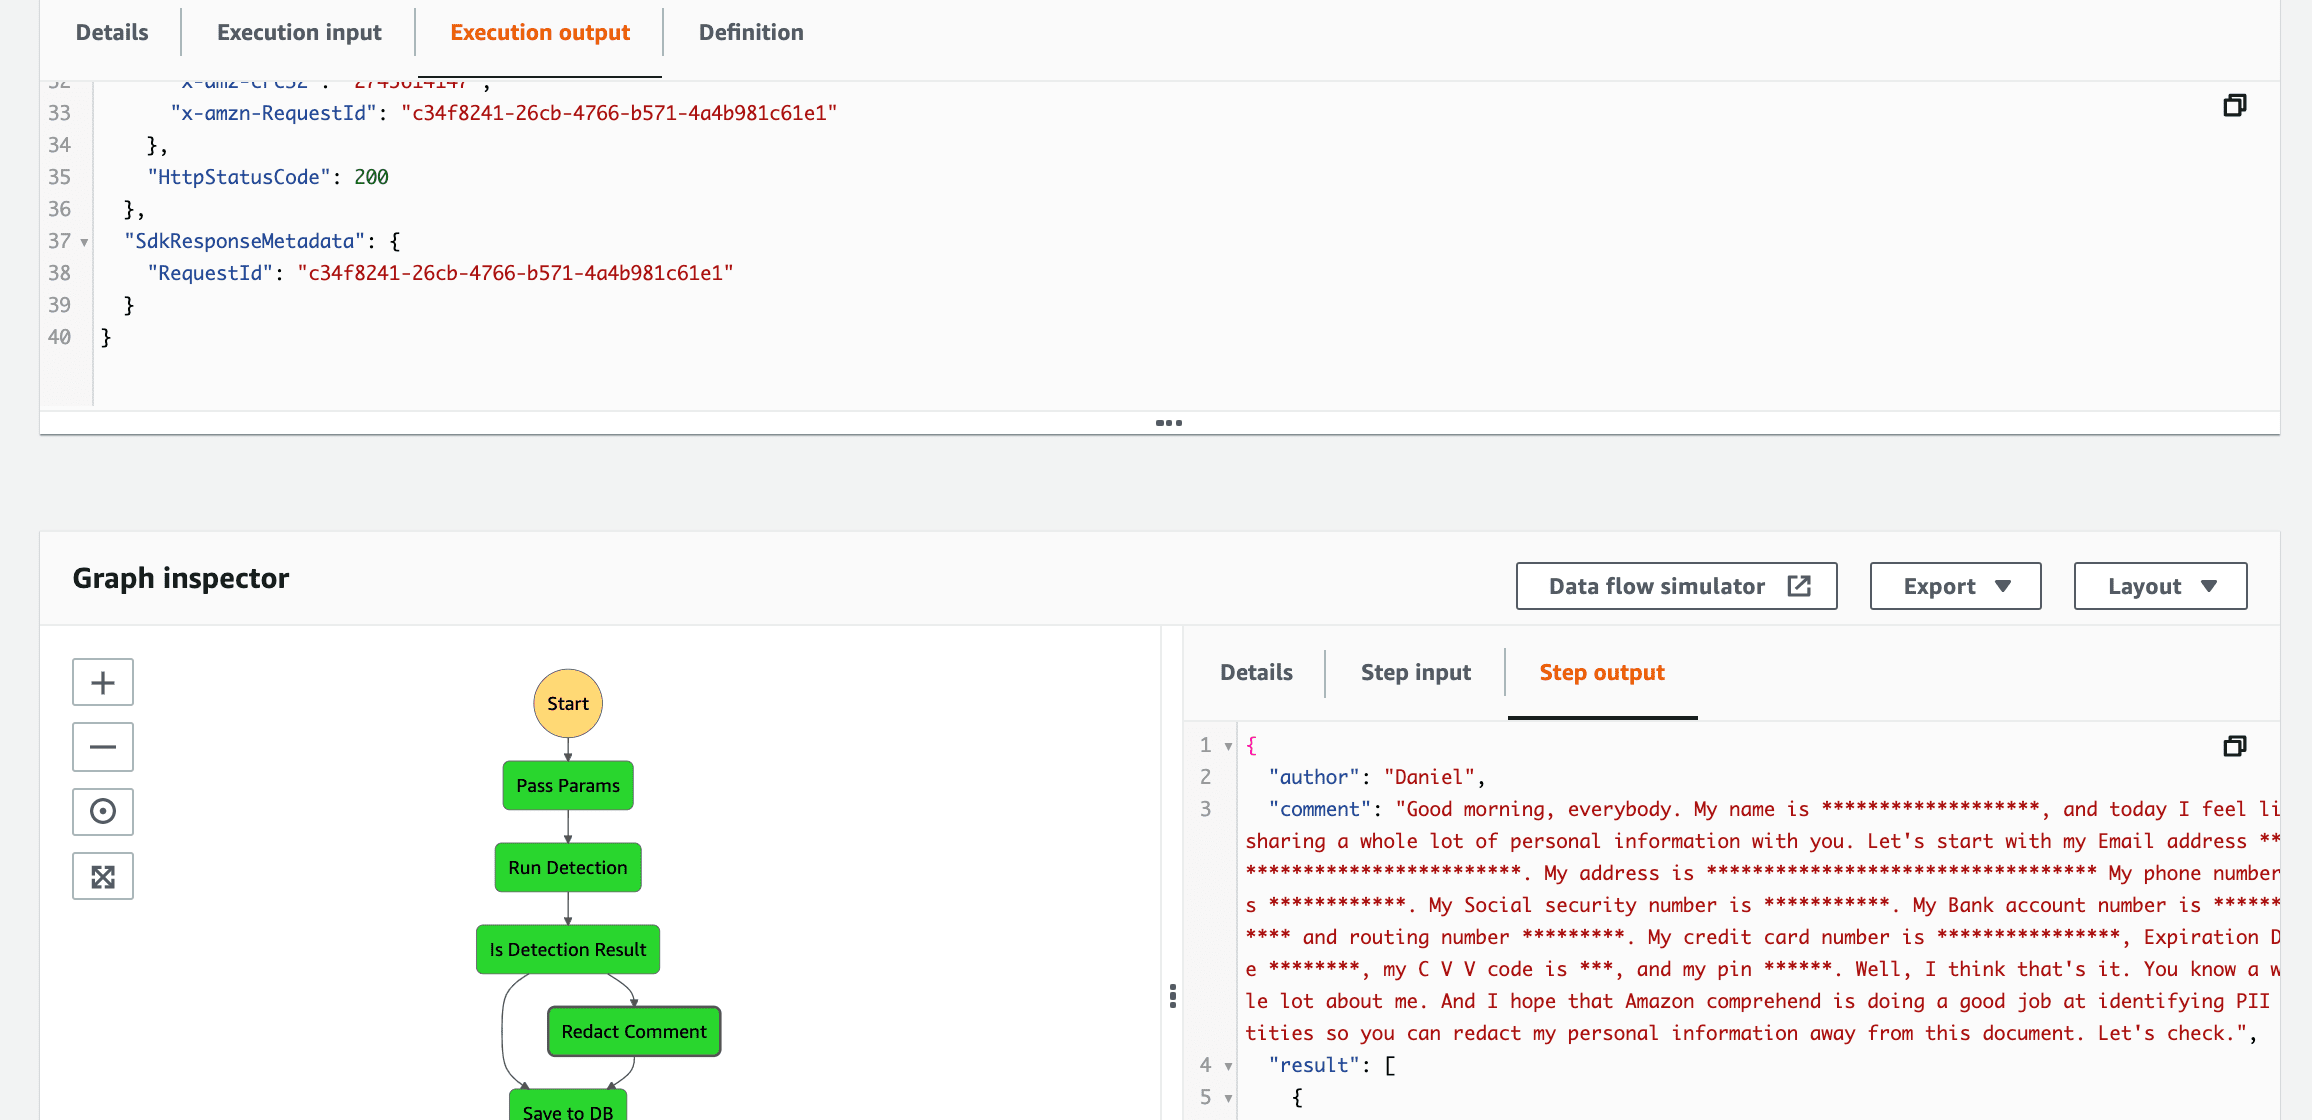 Details
Execution input
Execution output
Definition
33 "x-amzn-RequestId": "c34f8241-26cb-4766-b571-4a4b981c61e1"
34 },
35 "HttpStatusCode": 200
36 },
37 "SdkResponseMetadata": {
38 "RequestId": "c34f8241-26cb-4766-b571-4a4b981c61e1"
39 }
40 }
Graph inspector
Data flow simulator
Export
Layout
Start
Pass Params
Run Detection
Is Detection Result
Redact Comment
Save to DB
Details
Step input
Step output
1 {
2 "author": "Daniel",
3 "comment": "Good morning, everybody. My name is *******************, and today I feel li
sharing a whole lot of personal information with you. Let's start with my Email address **
************************. My address is ********************************** My phone number
s ************. My Social security number is ***********. My Bank account number is ******
**** and routing number *********. My credit card number is ****************, Expiration D
e ********, my C V V code is ***, and my pin ******. Well, I think that's it. You know a w
le lot about me. And I hope that Amazon comprehend is doing a good job at identifying PII
tities so you can redact my personal information away from this document. Let's check.",
4 "result": [
5 {